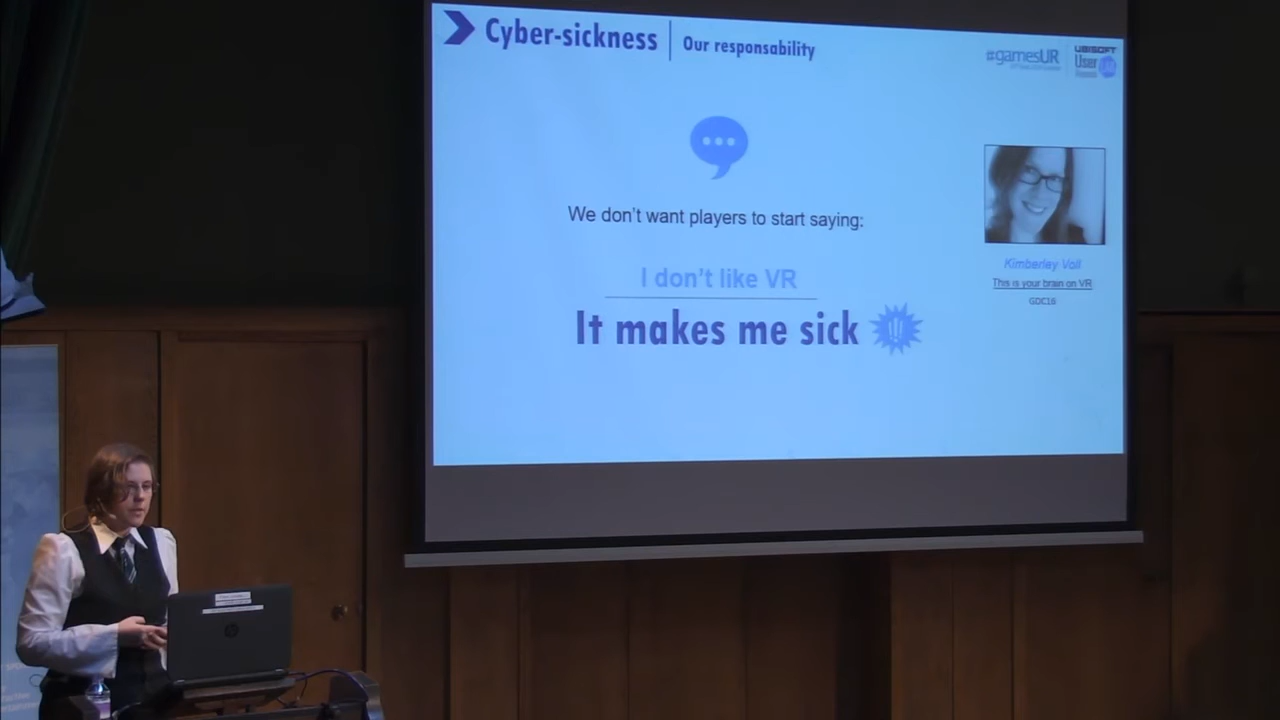 Cyber-sickness
Our responsability
#gamesUR
UBISOFT
User
We don't want players to start saying:
I don't like VR
It makes me sick
!!!
Kimberley Voll
This is your brain on VR
GDC16